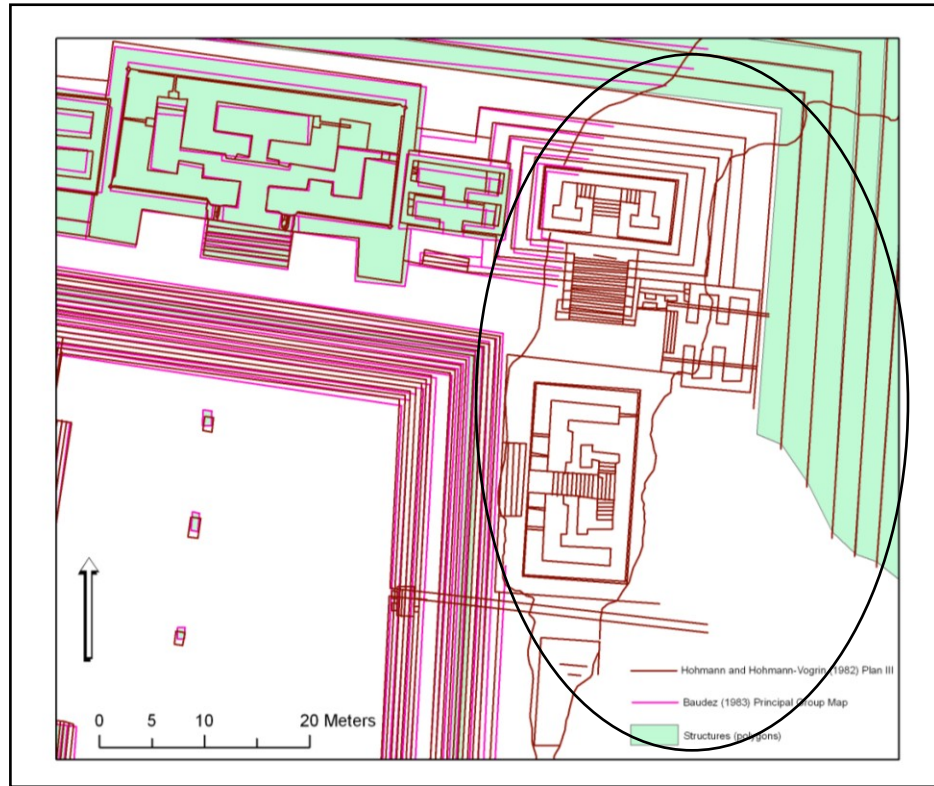 Hohmann and Hohmann-Vogrin (1982) Plan III
Baudez (1983) Principal Group Map
Structures (polygons)
0 5 10 20 Meters